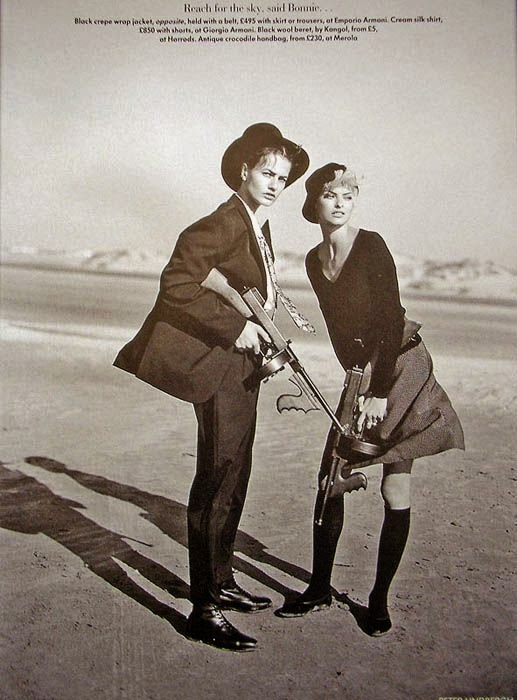 Reach for the sky, said Bonnie. . .
Black crepe wrap jacket, opposite, held with a belt, £495 with skirt or trousers, at Emporio Armani. Cream silk shirt,
£850 with shorts, at Giorgio Armani. Black wool beret, by Kangol, from £5,
at Harrods. Antique crocodile handbag, from £230, at Merola